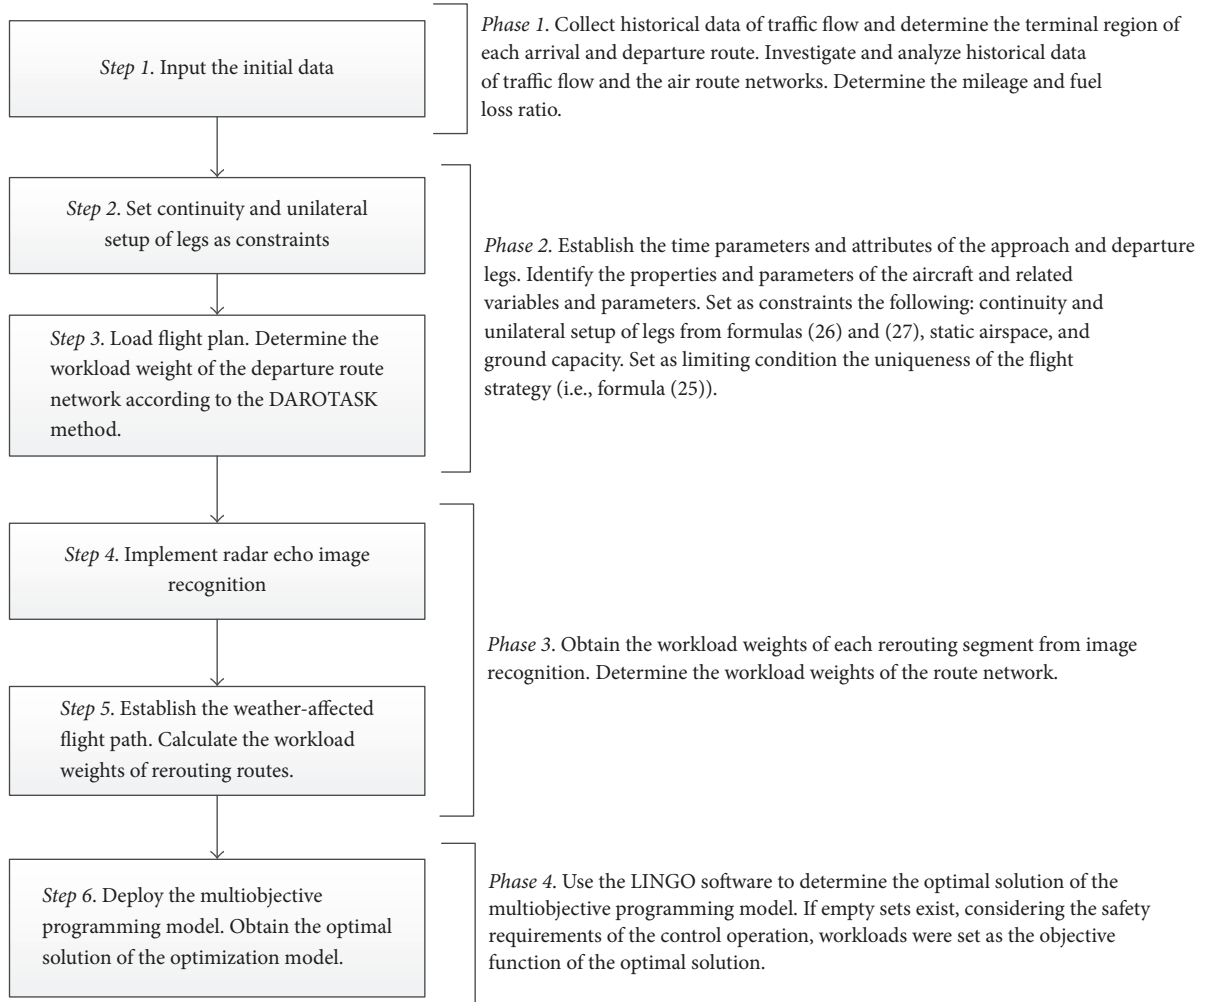 Step 1. Input the initial data
Phase 1. Collect historical data of traffic flow and determine the terminal region of
each arrival and departure route. Investigate and analyze historical data
of traffic flow and the air route networks. Determine the mileage and fuel
loss ratio.
Step 2. Set continuity and unilateral
setup of legs as constraints
Step 3. Load flight plan. Determine the
workload weight of the departure route
network according to the DAROTASK
method.
Phase 2. Establish the time parameters and attributes of the approach and departure
legs. Identify the properties and parameters of the aircraft and related
variables and parameters. Set as constraints the following: continuity and
unilateral setup of legs from formulas (26) and (27), static airspace, and
ground capacity. Set as limiting condition the uniqueness of the flight
strategy (i.e., formula (25)).
Step 4. Implement radar echo image
recognition
Step 5. Establish the weather-affected
flight path. Calculate the workload
weights of rerouting routes.
Phase 3. Obtain the workload weights of each rerouting segment from image
recognition. Determine the workload weights of the route network.
Step 6. Deploy the multiobjective
programming model. Obtain the optimal
solution of the optimization model.
Phase 4. Use the LINGO software to determine the optimal solution of the
multiobjective programming model. If empty sets exist, considering the safety
requirements of the control operation, workloads were set as the objective
function of the optimal solution.